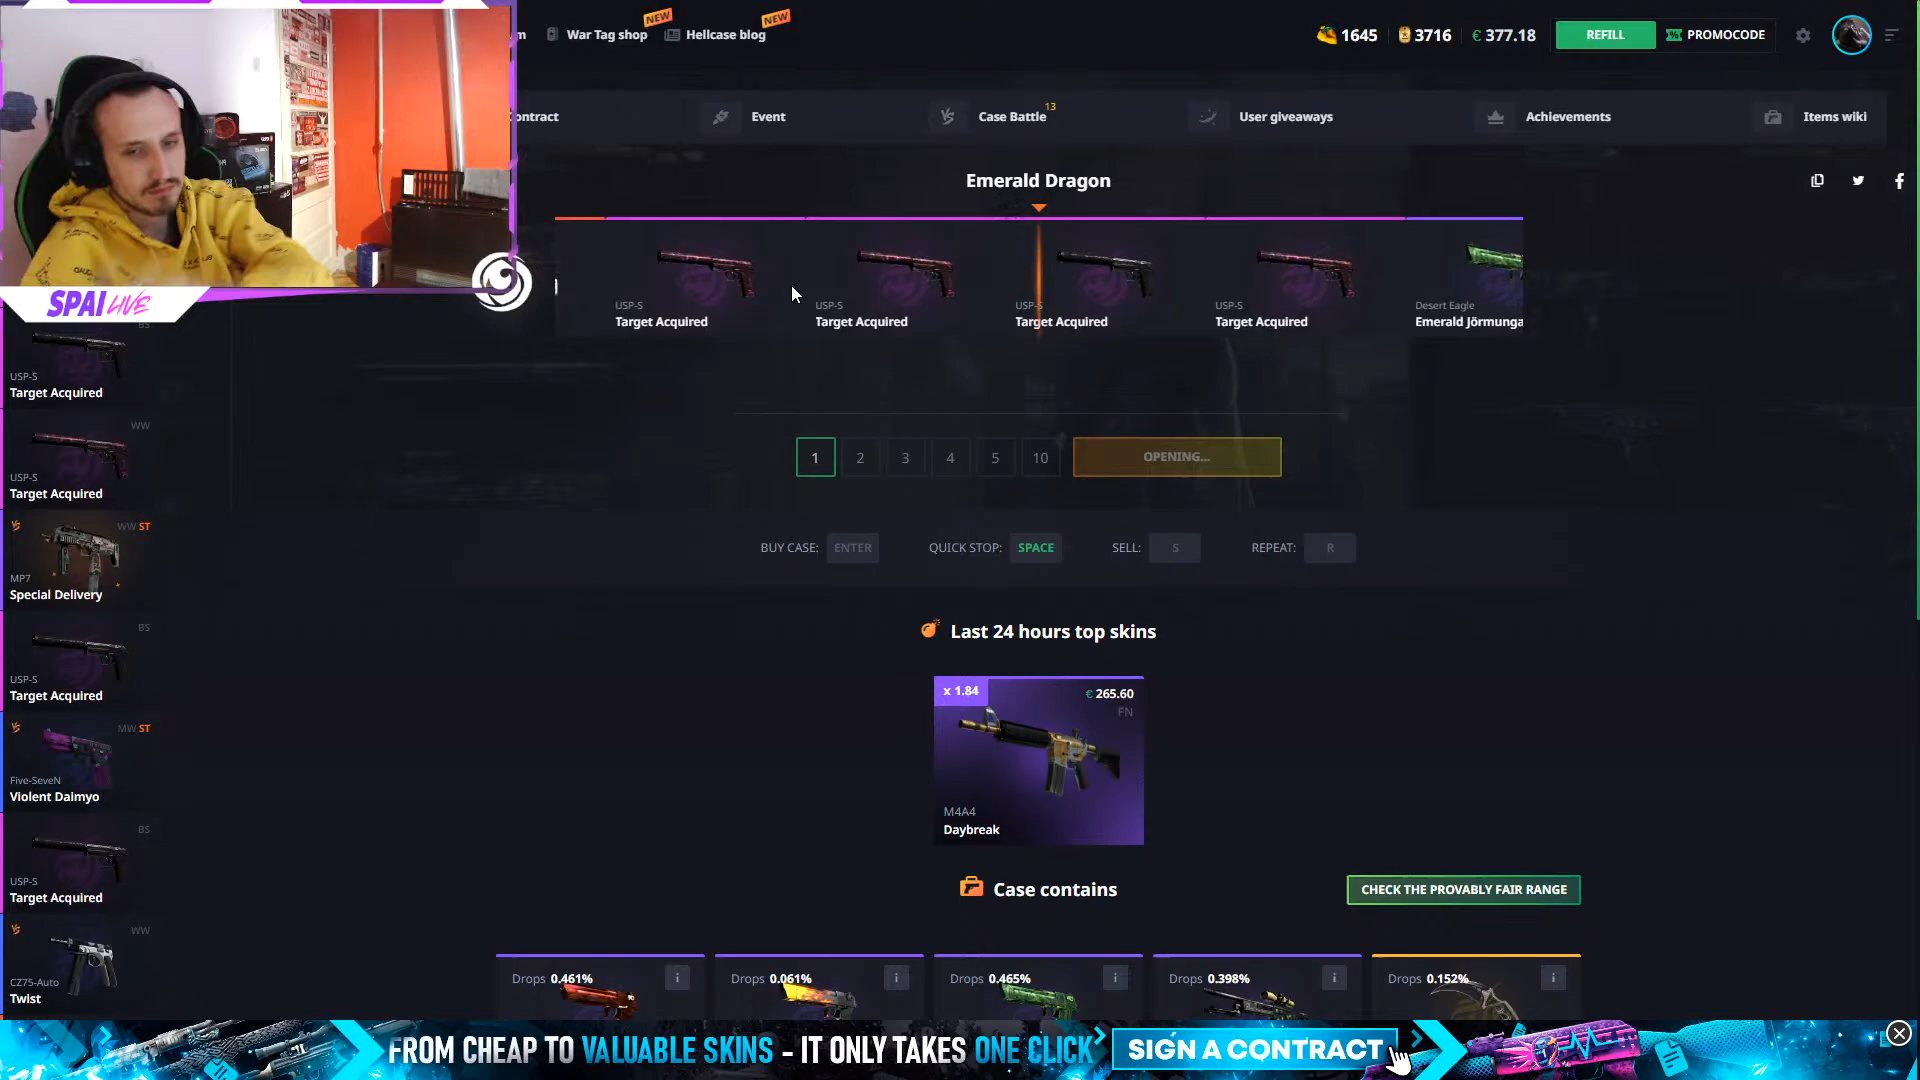 m
War Tag shop
NEW
Hellcase blog
NEW
1645
3716
€ 377.18
REFILL
PROMOCODE
ontract
Event
Case Battle
13
User giveaways
Achievements
Items wiki
Emerald Dragon
USP-S
Target Acquired
USP-S
Target Acquired
USP-S
Target Acquired
USP-S
Target Acquired
Desert Eagle
Emerald Jörmunga
SPAI LIVE
BS
USP-S
Target Acquired
WW
USP-S
Target Acquired
WW ST
MP7
Special Delivery
BS
USP-S
Target Acquired
MW ST
Five-SeveN
Violent Daimyo
BS
USP-S
Target Acquired
WW
CZ75-Auto
Twist
1
2
3
4
5
10
OPENING...
BUY CASE: ENTER
QUICK STOP: SPACE
SELL: S
REPEAT: R
Last 24 hours top skins
x 1.84
€ 265.60
FN
M4A4
Daybreak
Case contains
CHECK THE PROVABLY FAIR RANGE
Drops 0.461%
Drops 0.061%
Drops 0.465%
Drops 0.398%
Drops 0.152%
FROM CHEAP TO VALUABLE SKINS - IT ONLY TAKES ONE CLICK
SIGN A CONTRACT